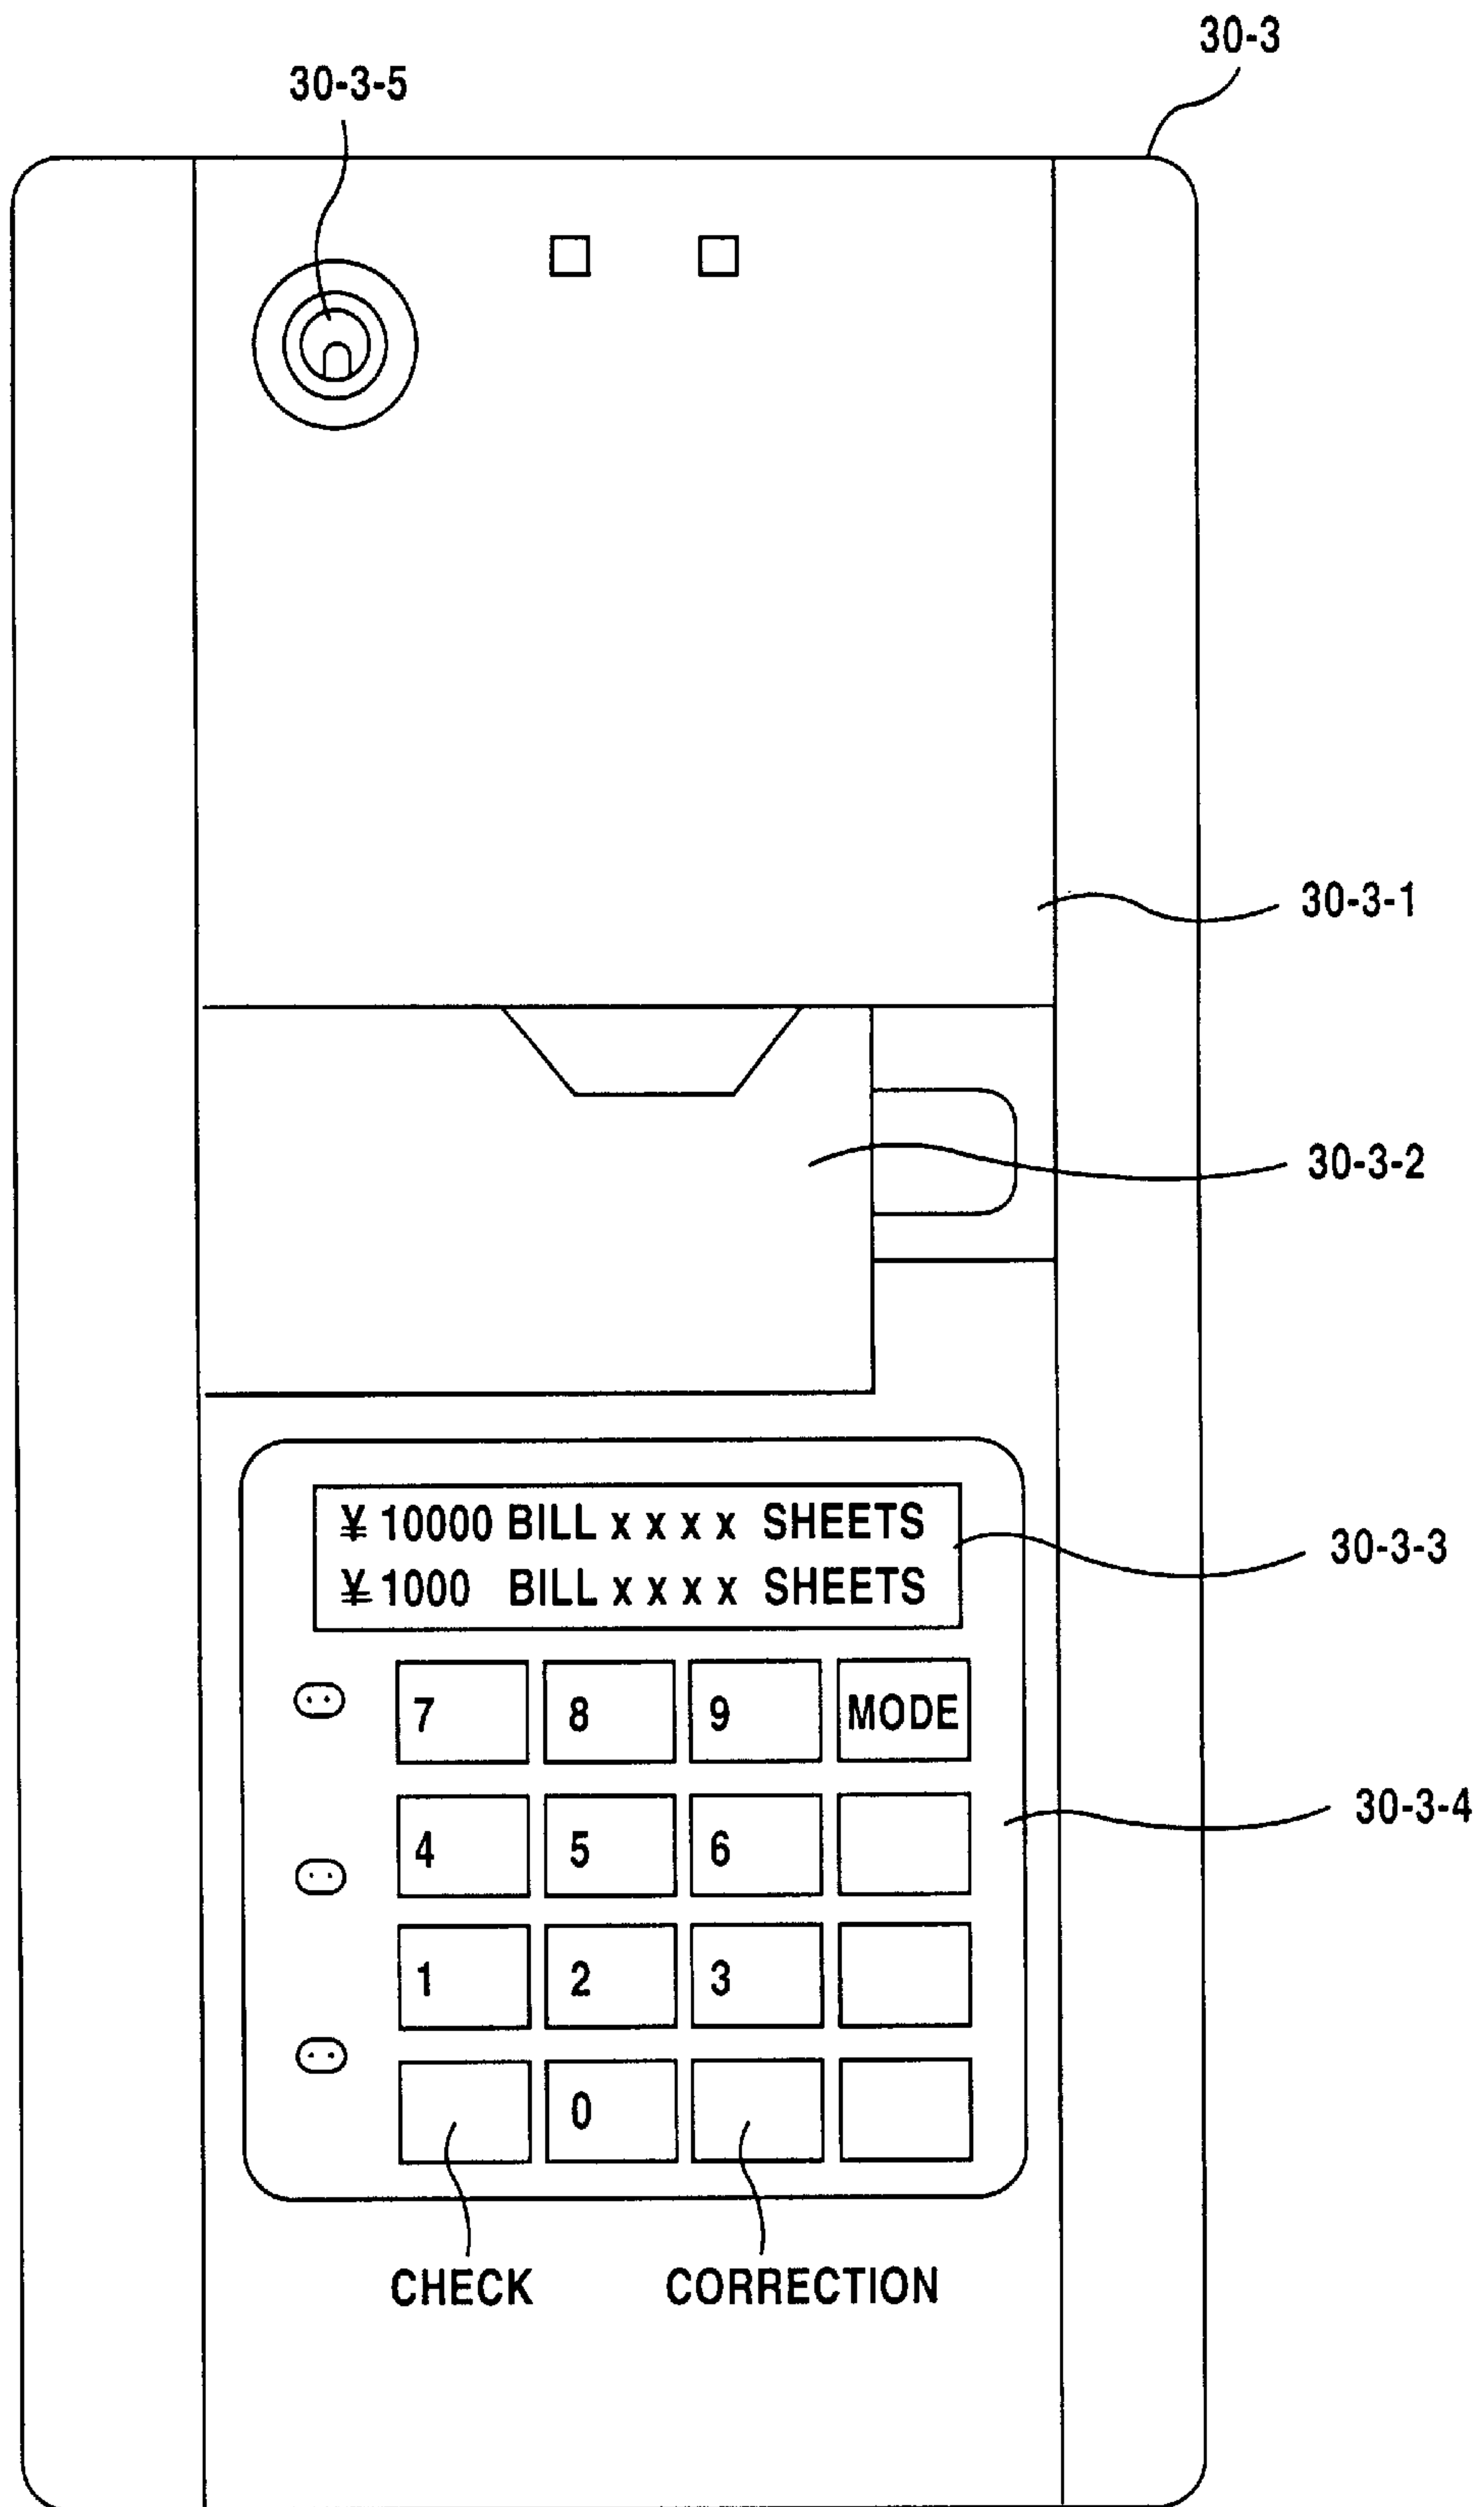 30-3
30-3-5
30-3-1
30-3-2
¥ 10000 BILL x x x x SHEETS
¥ 1000 BILL x x x x SHEETS
30-3-3
7 8 9 MODE
30-3-4
4 5 6
1 2 3
0
CHECK CORRECTION